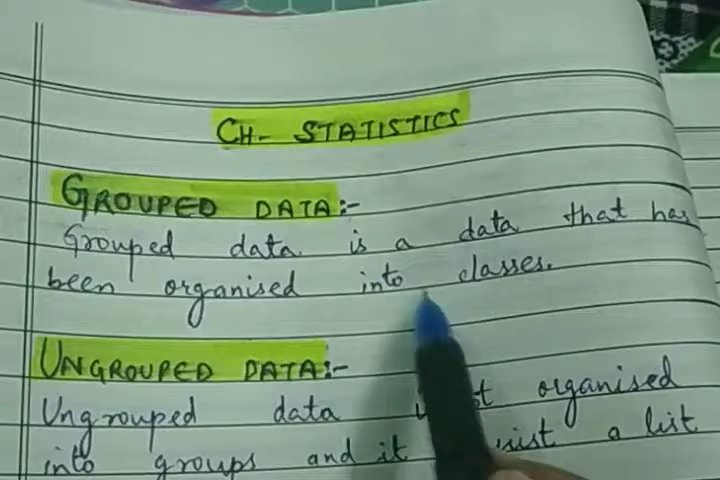 CH- STATISTICS
GROUPED DATA:-
Grouped data is a data that has
been organised into classes.
UNGROUPED DATA:-
Ungrouped data organised
into groups and it a list